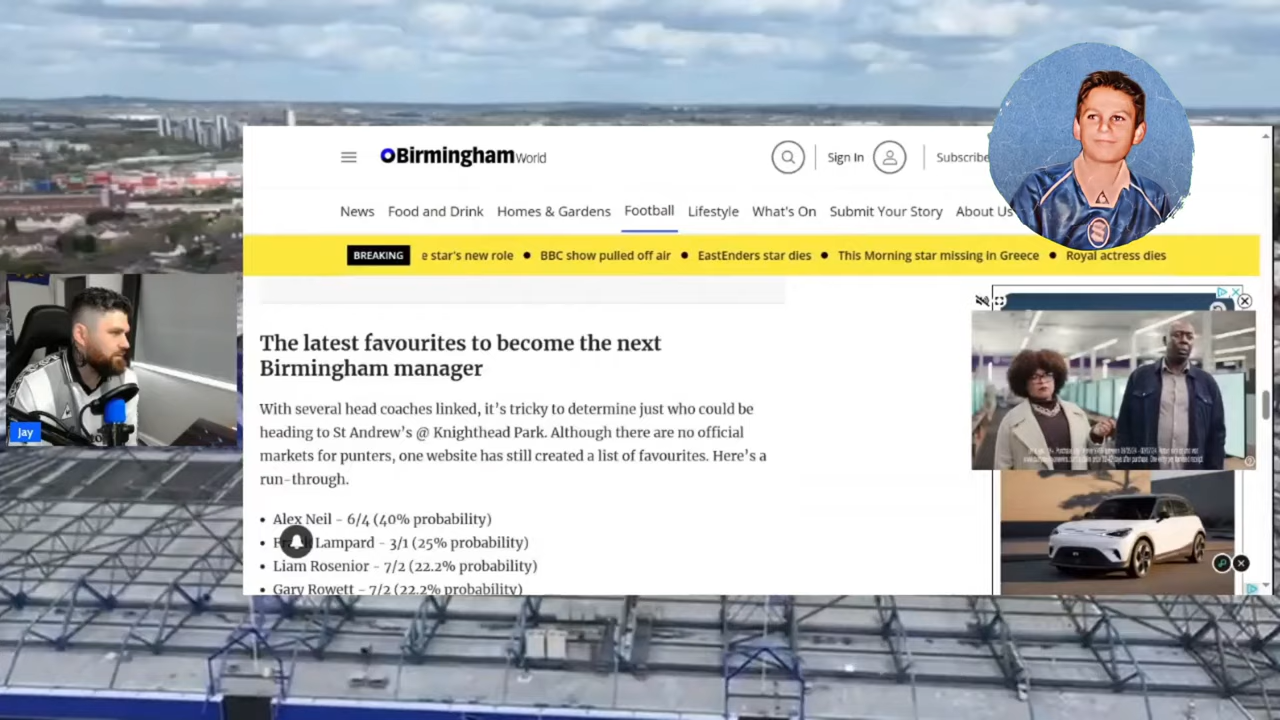 BirminghamWorld
Sign In
Subscribe
News Food and Drink Homes & Gardens Football Lifestyle What's On Submit Your Story About Us
BREAKING e star's new role • BBC show pulled off air • EastEnders star dies • This Morning star missing in Greece • Royal actress dies
The latest favourites to become the next
Birmingham manager
With several head coaches linked, it's tricky to determine just who could be
heading to St Andrew's @ Knighthead Park. Although there are no official
markets for punters, one website has still created a list of favourites. Here's a
run-through.
• Alex Neil - 6/4 (40% probability)
• Lampard - 3/1 (25% probability)
• Liam Rosenior - 7/2 (22.2% probability)
• Gary Rowett - 7/2 (22.2% probability)
Jay